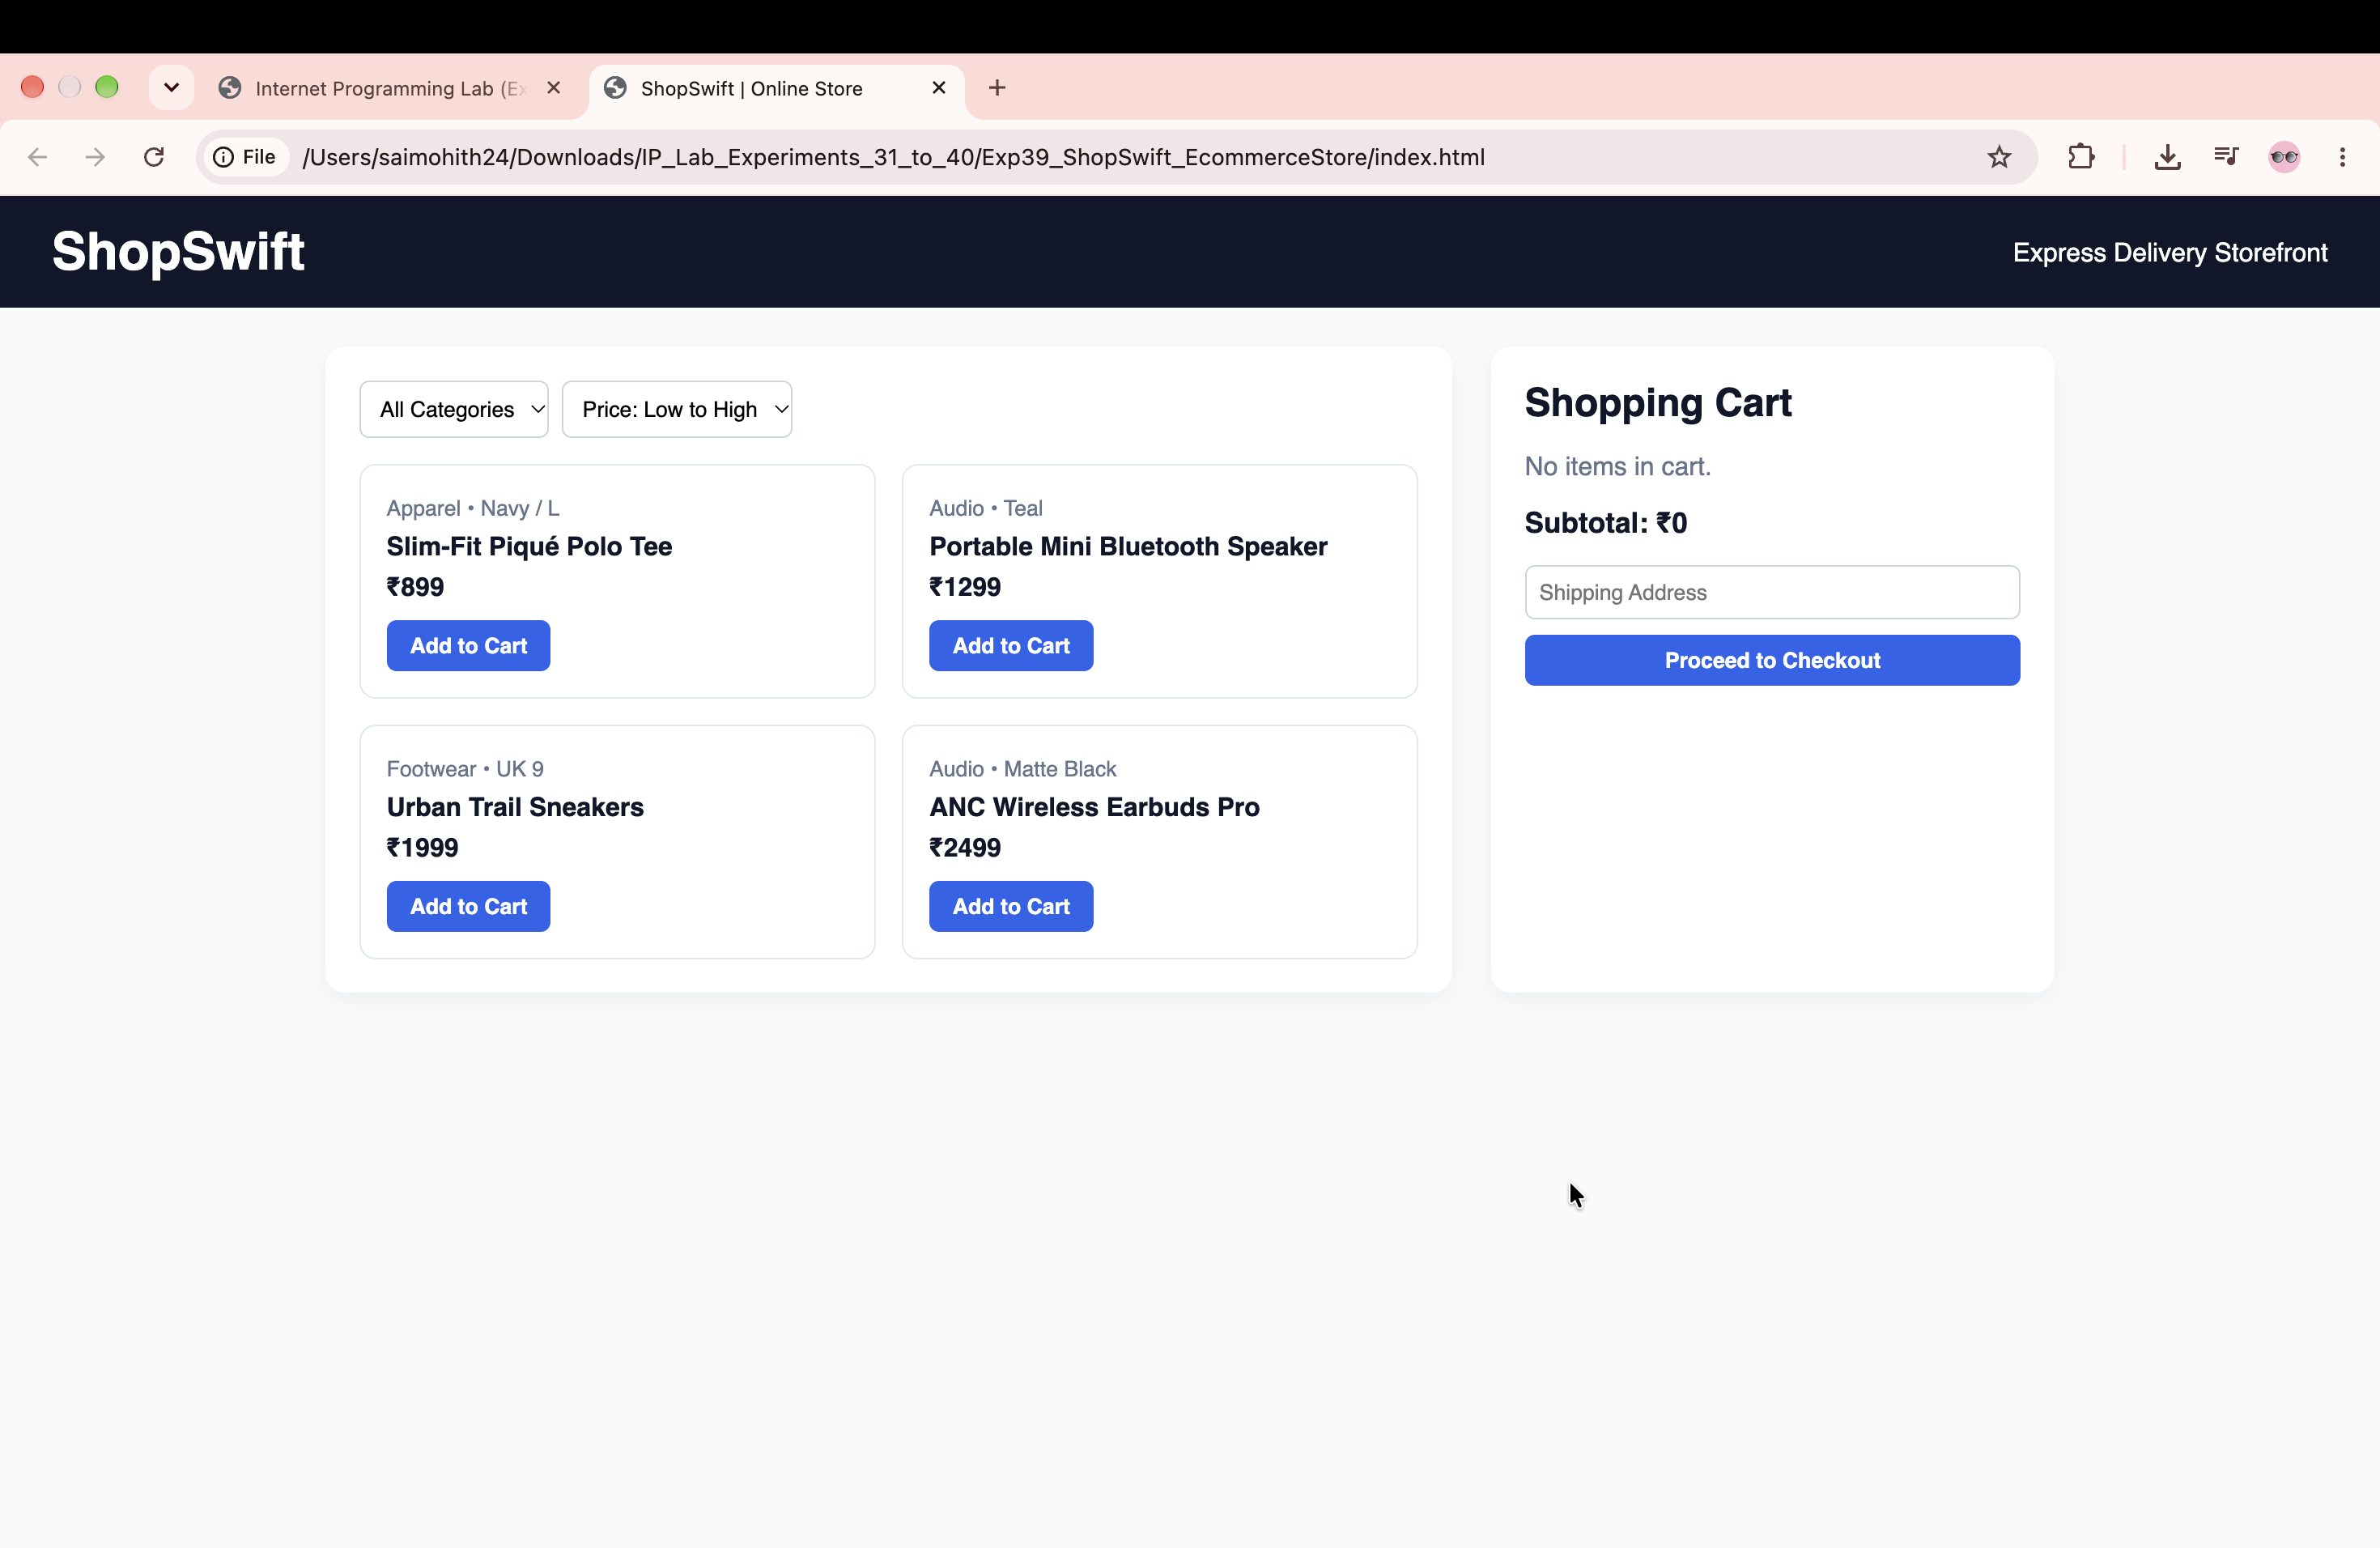 Internet Programming Lab (Ex
ShopSwift | Online Store
File
/Users/saimohith24/Downloads/IP_Lab_Experiments_31_to_40/Exp39_ShopSwift_EcommerceStore/index.html
ShopSwift
Express Delivery Storefront
All Categories
Price: Low to High
Apparel • Navy / L
Slim-Fit Piqué Polo Tee
₹899
Add to Cart
Audio • Teal
Portable Mini Bluetooth Speaker
₹1299
Add to Cart
Footwear • UK 9
Urban Trail Sneakers
₹1999
Add to Cart
Audio • Matte Black
ANC Wireless Earbuds Pro
₹2499
Add to Cart
Shopping Cart
No items in cart.
Subtotal: ₹0
Shipping Address
Proceed to Checkout